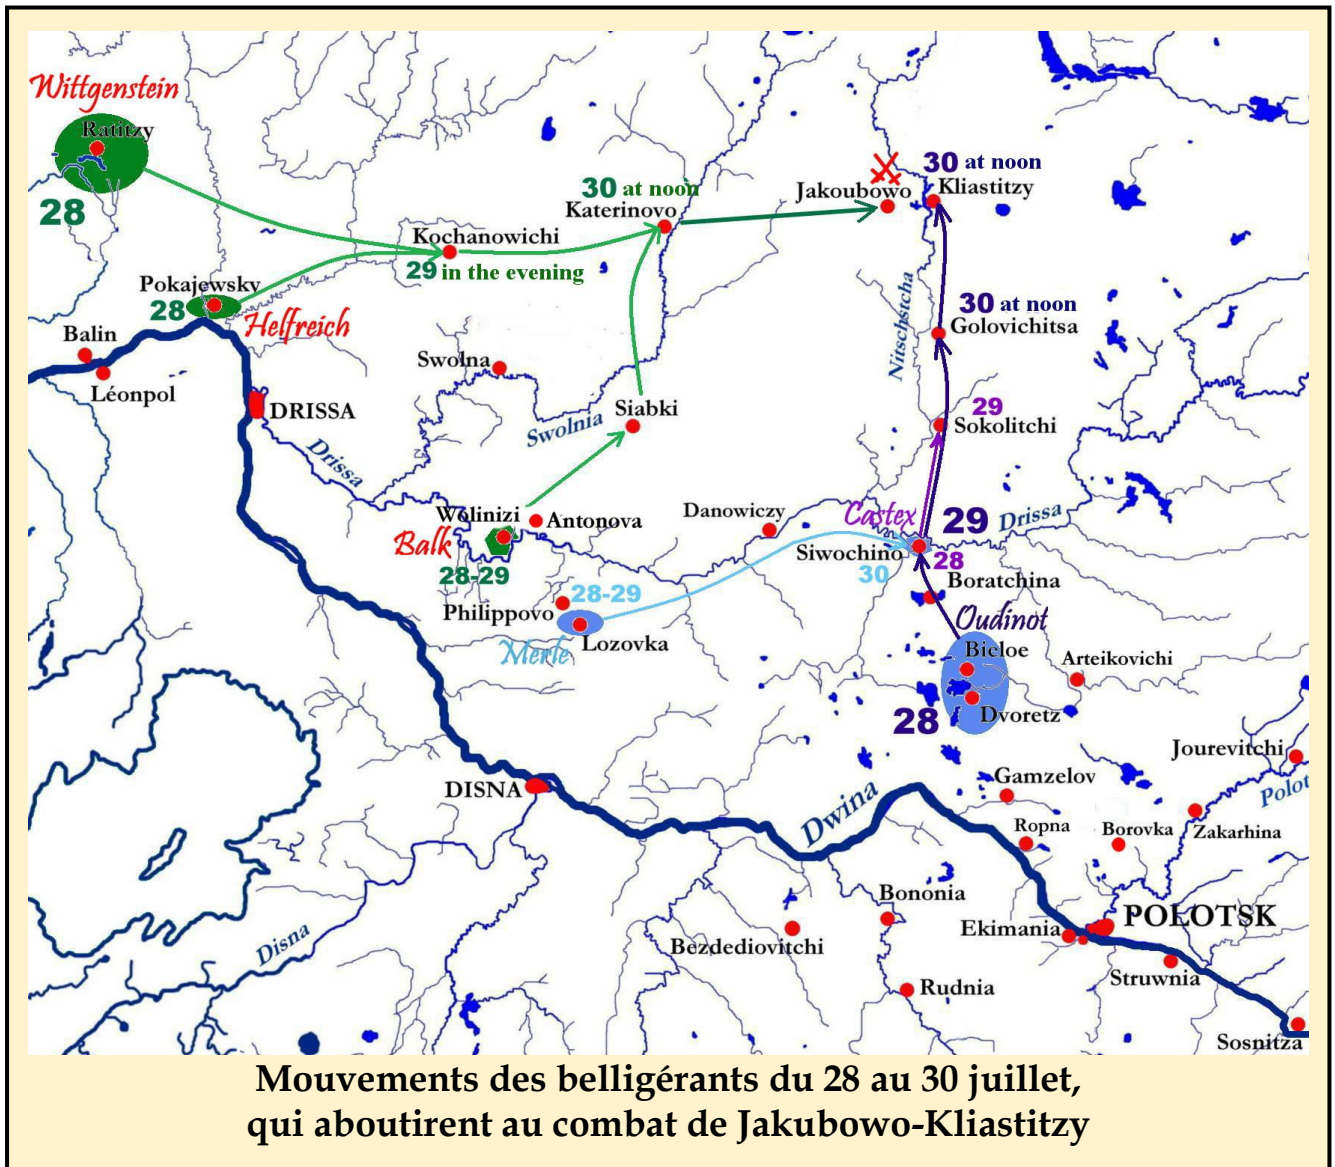 Wittgenstein
Ratitzy
28
30 at noon
Jakoubowo
Kliastitzy
30 at noon
Katerinovo
Kochanowichi
29 in the evening
Pokajewsky
28
Helfreich
Balin
Léonpol
30 at noon
Golovichitsa
Nitschstcha
Swolna
DRISSA
Siabki
Swolnia
29
Sokolitchi
Drissa
Wolinizi
Antonova
Balk
28-29
Danowiczy
Castex
29
Drissa
Siwochino
30
28
Boratchina
28-29
Philippovo
Lozovka
Merle
Oudinot
Bieloe
Arteikovichi
28
Dvoretz
Jourevitchi
DISNA
Gamzelov
Polot
Dwina
Ropna
Borovka
Zakarhina
Bononia
POLOTSK
Ekimania
Bezdediovitchi
Disna
Struwnia
Rudnia
Sosnitza
Mouvements des belligérants du 28 au 30 juillet,
qui aboutirent au combat de Jakubowo-Kliastitzy